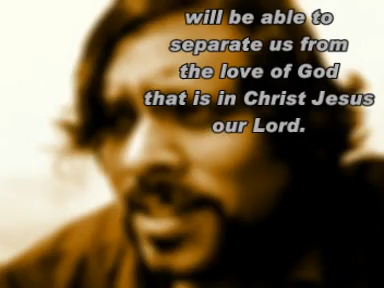 will be able to
separate us from
the love of God
that is in Christ Jesus
our Lord.